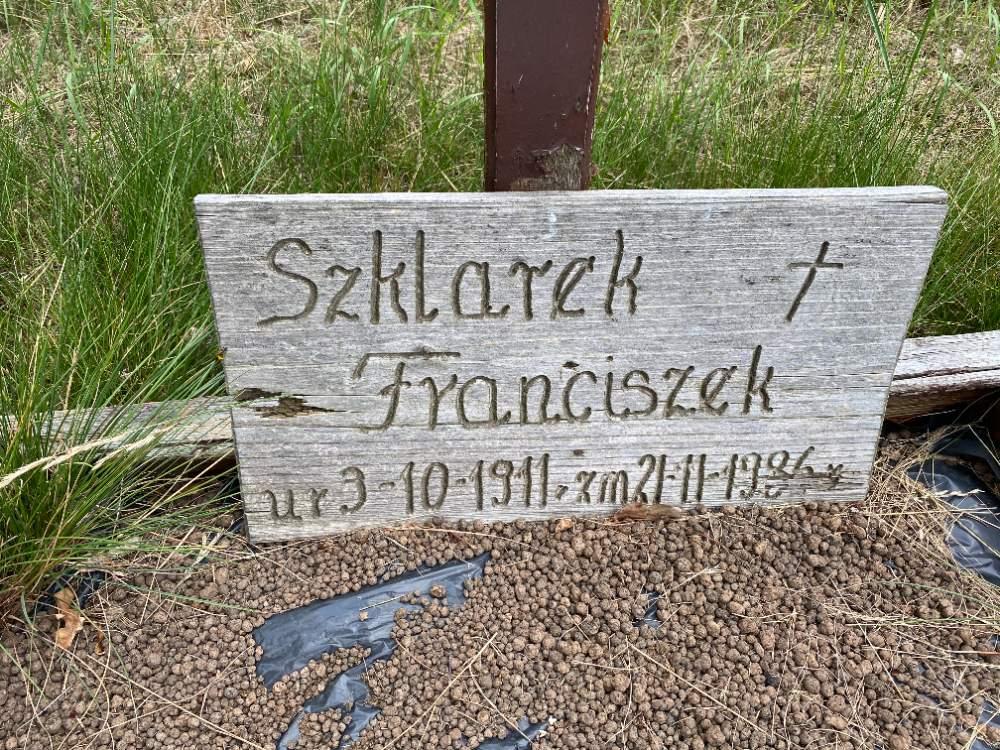 Szklarek †
Franciszek
ur 3-10-1911, zm 21-11-1986